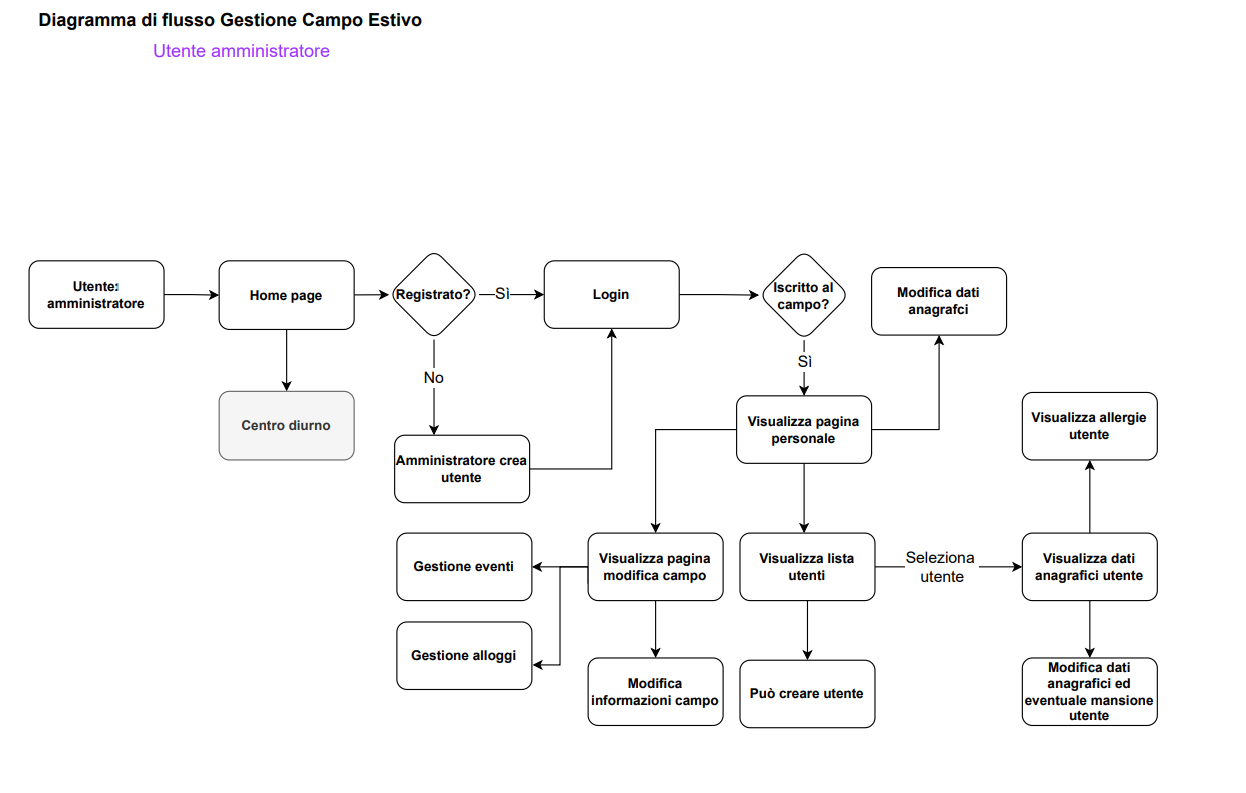 Diagramma di flusso Gestione Campo Estivo
Utente amministratore
Utente:
amministratore
Home page
Registrato?
Sì
Login
Iscritto al
campo?
Modifica dati
anagrafci
Sì
No
Centro diurno
Visualizza pagina
personale
Visualizza allergie
utente
Amministratore crea
utente
Gestione eventi
Visualizza pagina
modifica campo
Visualizza lista
utenti
Seleziona
utente
Visualizza dati
anagrafici utente
Gestione alloggi
Modifica
informazioni campo
Può creare utente
Modifica dati
anagrafici ed
eventuale mansione
utente